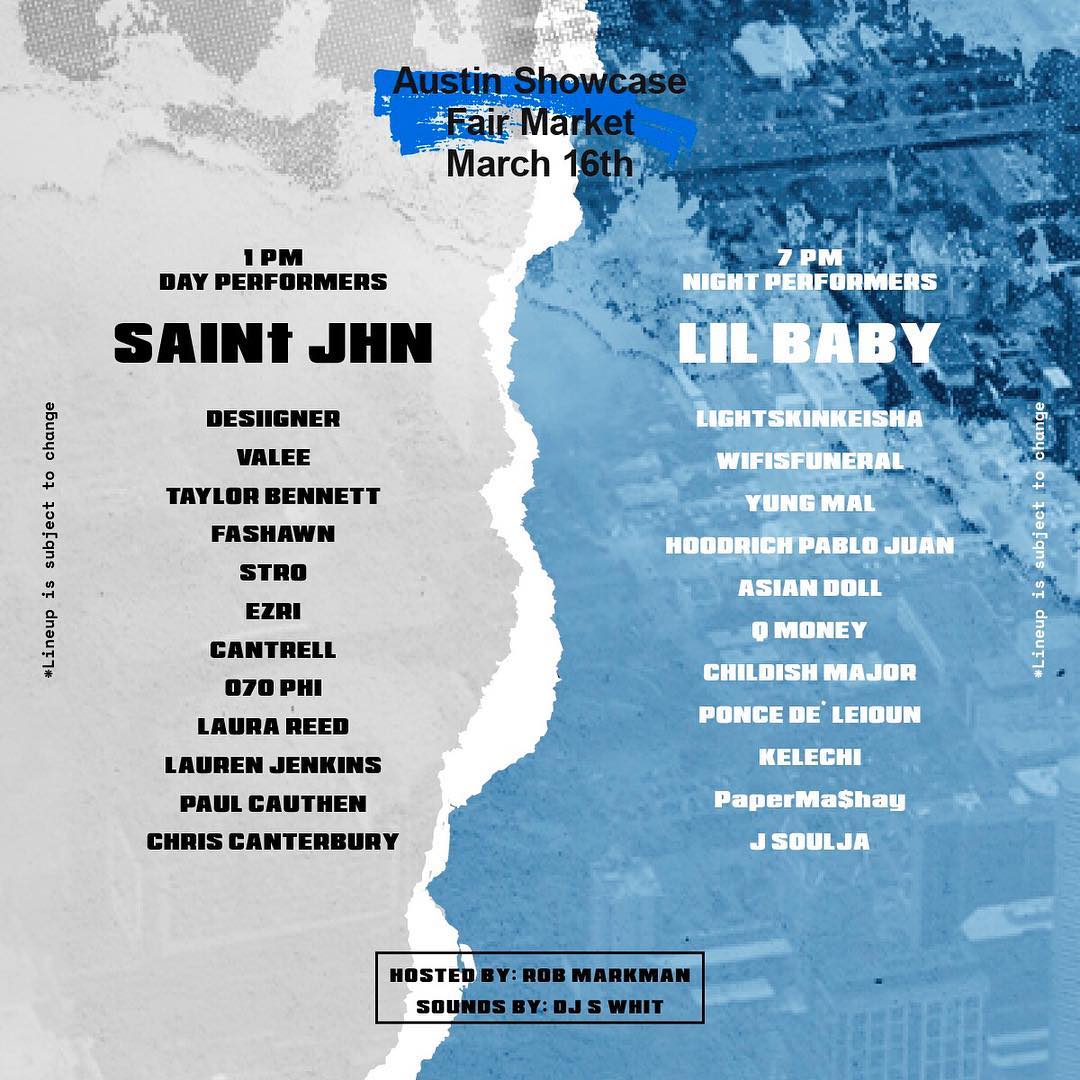 Austin Showcase
Fair Market
March 16th
1 PM
DAY PERFORMERS
SAINt JHN
DESIIGNER
VALEE
TAYLOR BENNETT
FASHAWN
STRO
EZRI
CANTRELL
070 PHI
LAURA REED
LAUREN JENKINS
PAUL CAUTHEN
CHRIS CANTERBURY
*Lineup is subject to change
7 PM
NIGHT PERFORMERS
LIL BABY
LIGHTSKINKEISHA
WIFISFUNERAL
YUNG MAL
HOODRICH PABLO JUAN
ASIAN DOLL
Q MONEY
CHILDISH MAJOR
PONCE DE' LEIOUN
KELECHI
PaperMa$hay
J SOULJA
*Lineup is subject to change
HOSTED BY: ROB MARKMAN
SOUNDS BY: DJ S WHIT